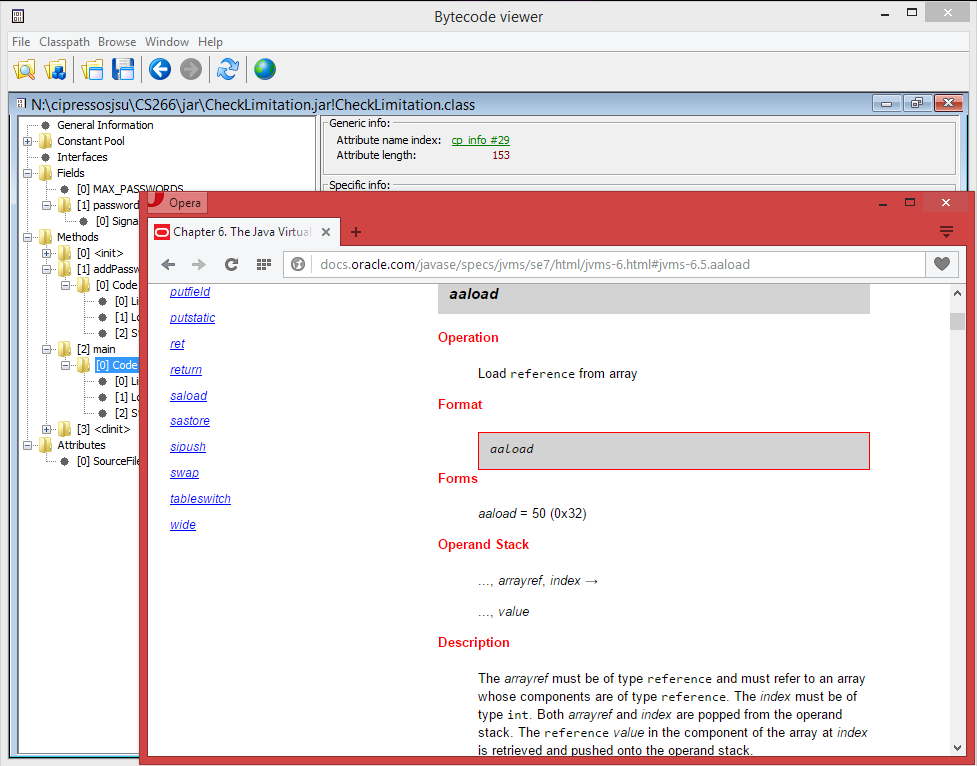 Bytecode viewer
File Classpath Browse Window Help
N:\cipressosjsu\CS266\jar\CheckLimitation.jar!CheckLimitation.class
General Information
Constant Pool
Interfaces
Fields
[0] MAX_PASSWORDS
[1] password
[0] Signa
Methods
[0] <init>
[1] addPassw
[0] Code
[0] Li
[1] Lo
[2] S
[2] main
[0] Code
[0] Li
[1] Lo
[2] S
[3] <clinit>
Attributes
[0] SourceFile
Generic info:
Attribute name index: cp_info #29
Attribute length: 153
Specific info:
Opera
Chapter 6. The Java Virtual
docs.oracle.com/javase/specs/jvms/se7/html/jvms-6.html#jvms-6.5.aaload
putfield
putstatic
ret
return
saload
sastore
sipush
swap
tableswitch
wide
aaload
Operation
Load reference from array
Format
aaload
Forms
aaload = 50 (0x32)
Operand Stack
..., arrayref, index →
..., value
Description
The arrayref must be of type reference and must refer to an array
whose components are of type reference. The index must be of
type int. Both arrayref and index are popped from the operand
stack. The reference value in the component of the array at index
is retrieved and pushed onto the operand stack.